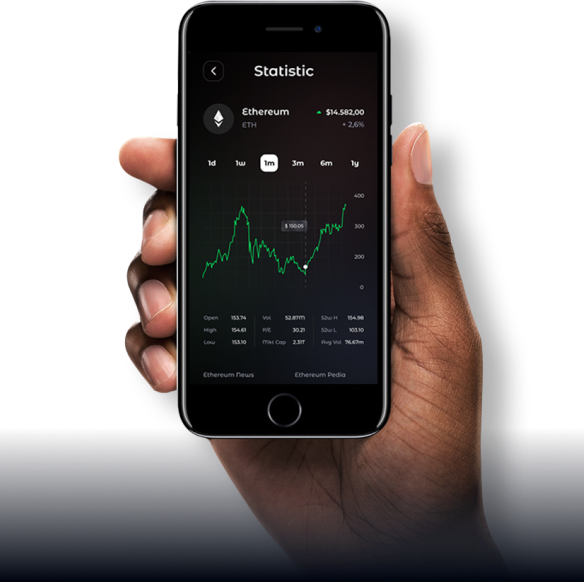 Statistic
Ethereum $14.582,00
ETH + 2,6%
1d 1w 1m 3m 6m 1y
400
300
$ 150.05
200
0
Open 153.74 Vol 52.87M 52w H 154.98
High 154.61 P/E 30.21 52w L 103.10
Low 153.10 Mkt Cap 2.31T Avg Vol 76.67m
Ethereum News Ethereum Pedia